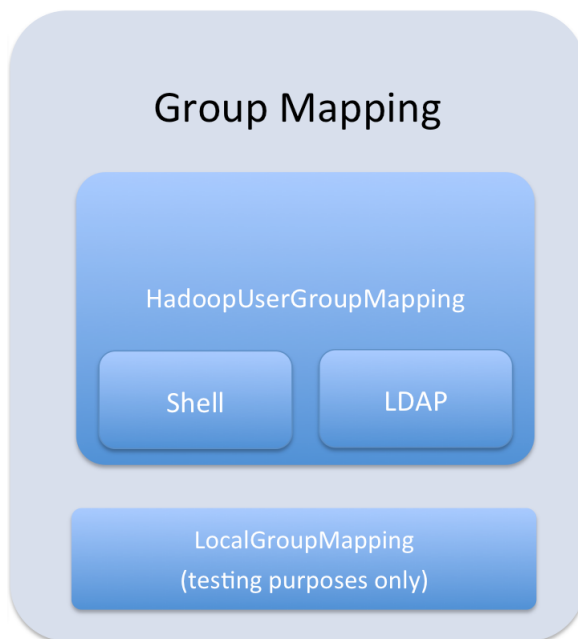 Group Mapping
HadoopUserGroupMapping
Shell
LDAP
LocalGroupMapping
(testing purposes only)